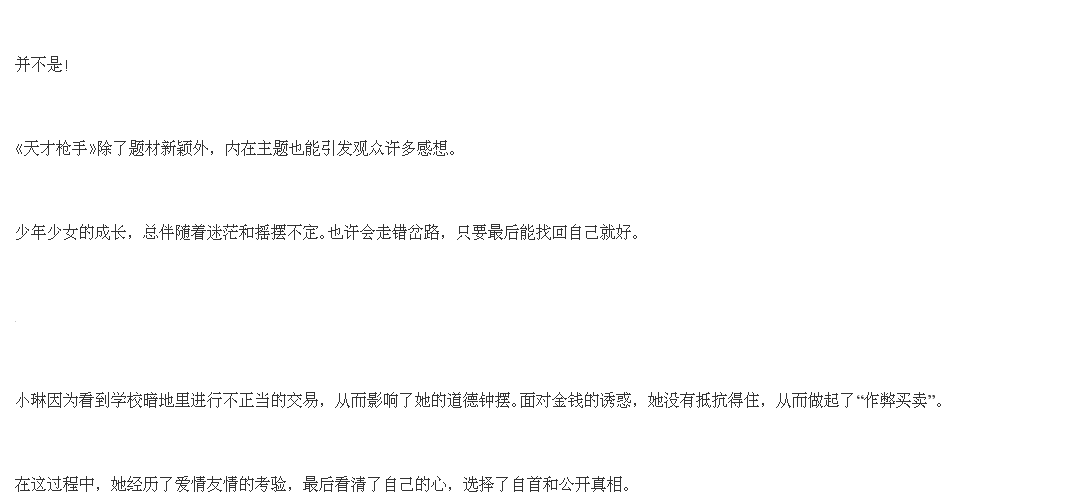 并不是!
《天才枪手》除了题材新颖外，内在主题也能引发观众许多感想。
少年少女的成长，总伴随着迷茫和摇摆不定。也许会走错岔路，只要最后能找回自己就好。
小琳因为看到学校暗地里进行不正当的交易，从而影响了她的道德钟摆。面对金钱的诱惑，她没有抵抗得住，从而做起了“作弊买卖”。
在这过程中，她经历了爱情友情的考验，最后看清了自己的心，选择了自首和公开真相。